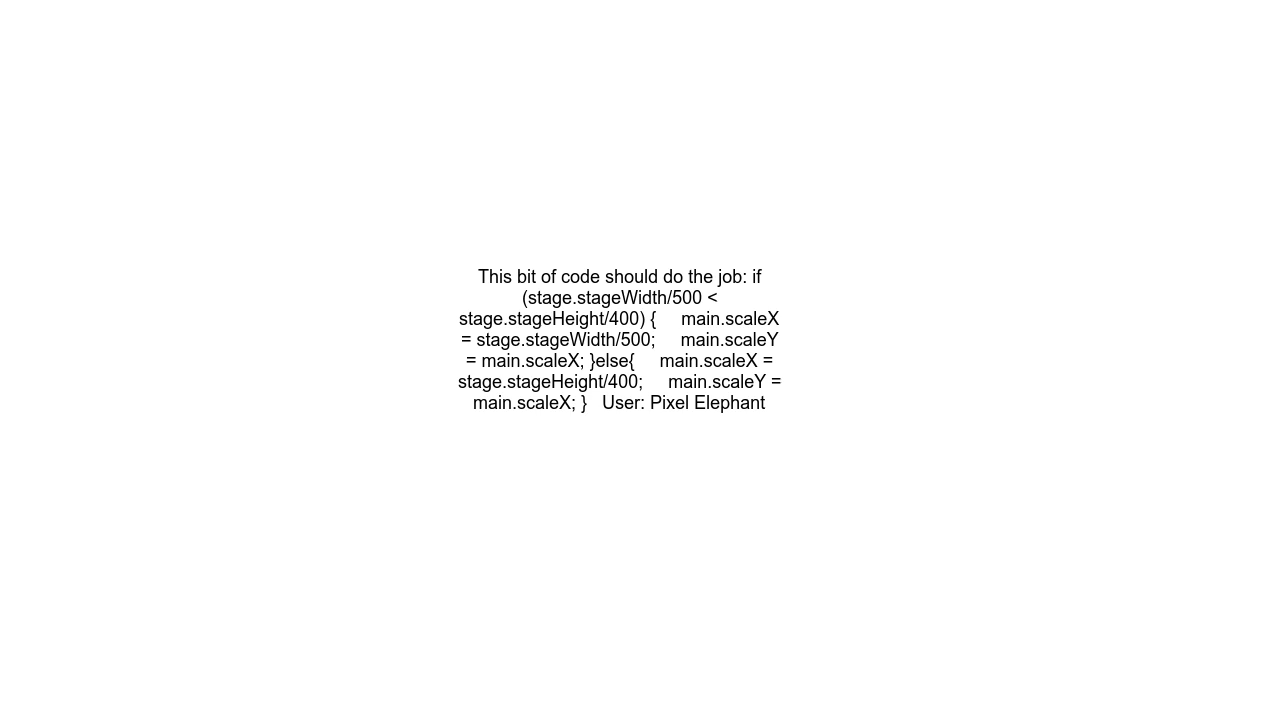 This bit of code should do the job: if
(stage.stageWidth/500 <
stage.stageHeight/400) {     main.scaleX
= stage.stageWidth/500;     main.scaleY
= main.scaleX; }else{     main.scaleX =
stage.stageHeight/400;     main.scaleY =
main.scaleX; }   User: Pixel Elephant